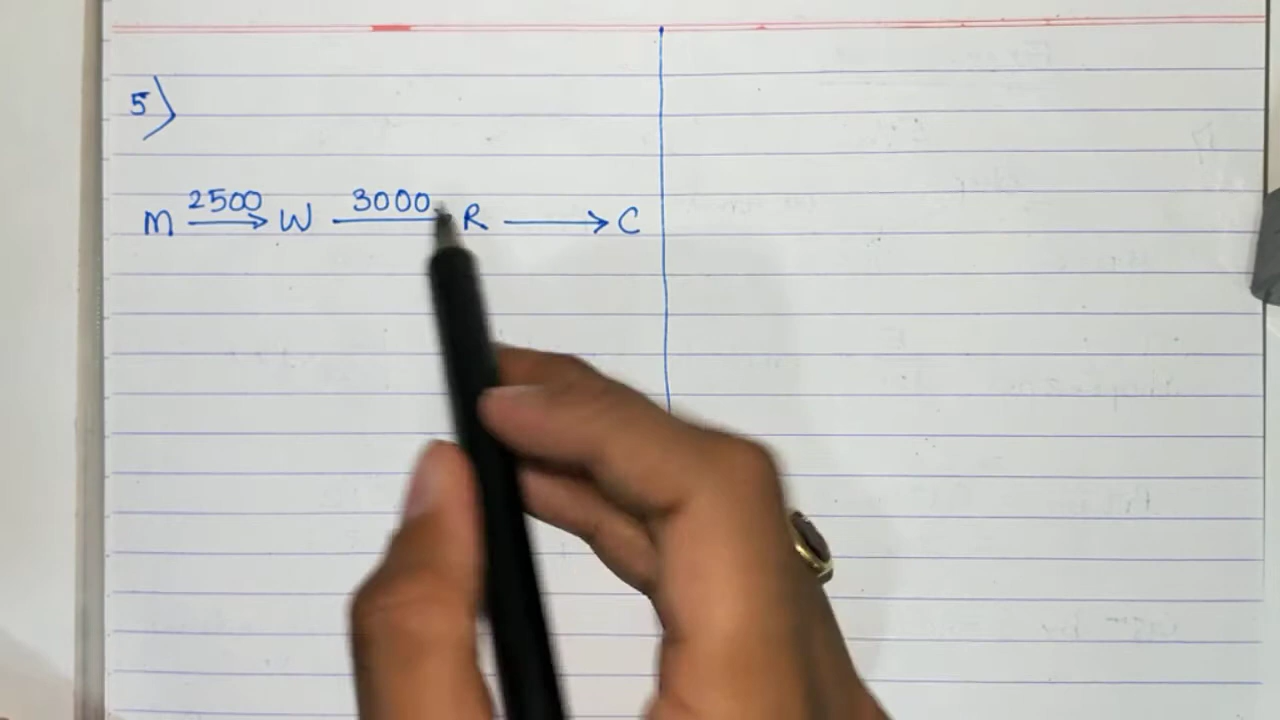 5)
2500 3000
M → W → R → C